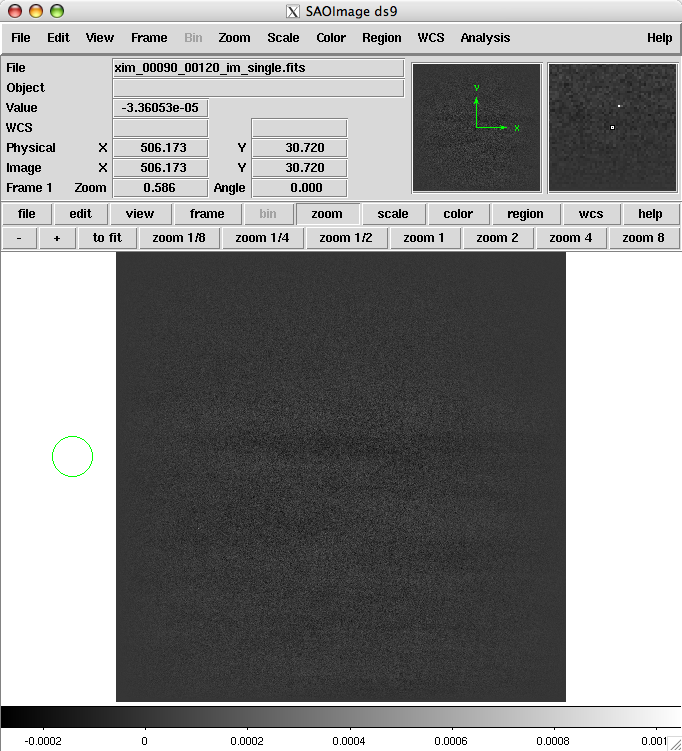 X SAOImage ds9
File Edit View Frame Bin Zoom Scale Color Region WCS Analysis Help
File xim_00090_00120_im_single.fits
Object
Value -3.36053e-05
WCS
Physical X 506.173 Y 30.720
Image X 506.173 Y 30.720
Frame 1 Zoom 0.586 Angle 0.000
Y
X
file edit view frame bin zoom scale color region wcs help
- + to fit zoom 1/8 zoom 1/4 zoom 1/2 zoom 1 zoom 2 zoom 4 zoom 8
-0.0002 0 0.0002 0.0004 0.0006 0.0008 0.001